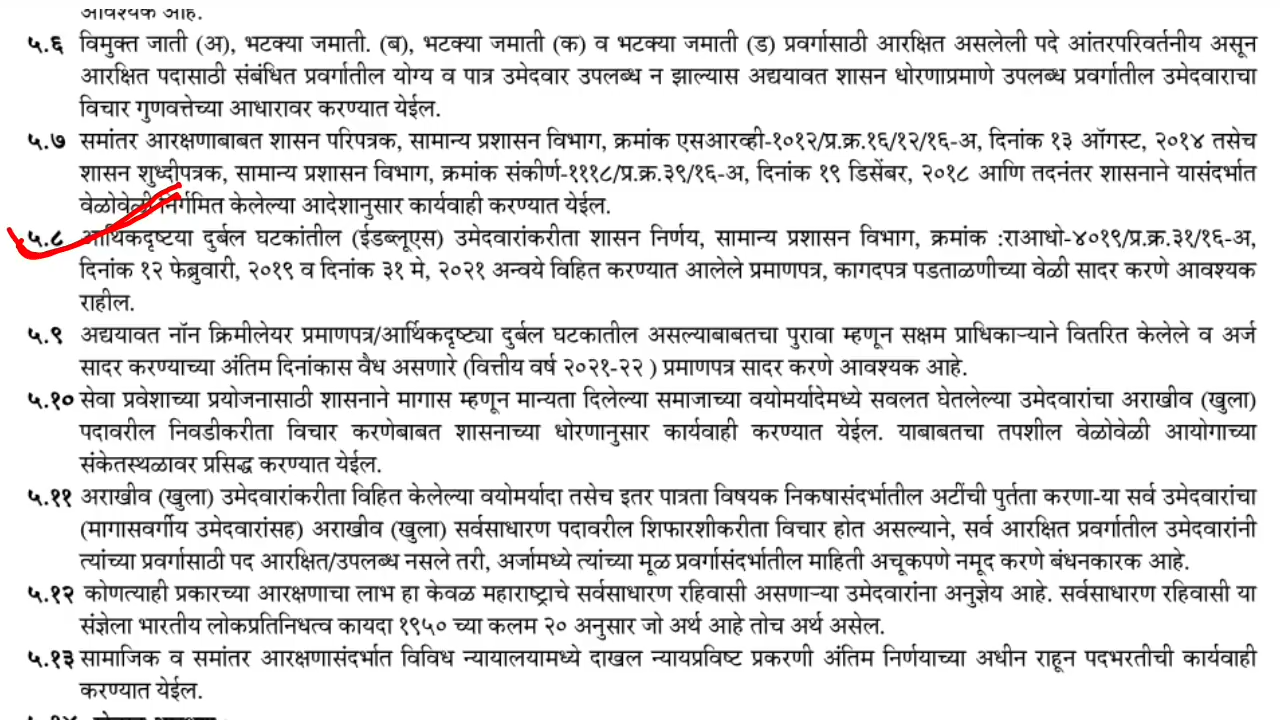 आवश्यक आहे.
५.६ विमुक्त जाती (अ), भटक्या जमाती. (ब), भटक्या जमाती (क) व भटक्या जमाती (ड) प्रवर्गासाठी आरक्षित असलेली पदे आंतरपरिवर्तनीय असून
आरक्षित पदासाठी संबंधित प्रवर्गातील योग्य व पात्र उमेदवार उपलब्ध न झाल्यास अद्ययावत शासन धोरणाप्रमाणे उपलब्ध प्रवर्गातील उमेदवाराचा
विचार गुणवत्तेच्या आधारावर करण्यात येईल.
५.७ समांतर आरक्षणाबाबत शासन परिपत्रक, सामान्य प्रशासन विभाग, क्रमांक एसआरव्ही-१०१२/प्र.क्र.१६/१२/१६-अ, दिनांक १३ ऑगस्ट, २०१४ तसेच
शासन शुध्दीपत्रक, सामान्य प्रशासन विभाग, क्रमांक संकीर्ण-१११८/प्र.क्र.३९/१६-अ, दिनांक १९ डिसेंबर, २०१८ आणि तदनंतर शासनाने यासंदर्भात
वेळोवेळी निर्गमित केलेल्या आदेशानुसार कार्यवाही करण्यात येईल.
५.८ आर्थिकदृष्टया दुर्बल घटकांतील (ईडब्लूएस) उमेदवारांकरीता शासन निर्णय, सामान्य प्रशासन विभाग, क्रमांक :राआधो-४०१९/प्र.क्र.३१/१६-अ,
दिनांक १२ फेब्रुवारी, २०१९ व दिनांक ३१ मे, २०२१ अन्वये विहित करण्यात आलेले प्रमाणपत्र, कागदपत्र पडताळणीच्या वेळी सादर करणे आवश्यक
राहील.
५.९ अद्ययावत नॉन क्रिमीलेयर प्रमाणपत्र/आर्थिकदृष्ट्या दुर्बल घटकातील असल्याबाबतचा पुरावा म्हणून सक्षम प्राधिकाऱ्याने वितरित केलेले व अर्ज
सादर करण्याच्या अंतिम दिनांकास वैध असणारे (वित्तीय वर्ष २०२१-२२ ) प्रमाणपत्र सादर करणे आवश्यक आहे.
५.१० सेवा प्रवेशाच्या प्रयोजनासाठी शासनाने मागास म्हणून मान्यता दिलेल्या समाजाच्या वयोमर्यादेमध्ये सवलत घेतलेल्या उमेदवारांचा अराखीव (खुला)
पदावरील निवडीकरीता विचार करणेबाबत शासनाच्या धोरणानुसार कार्यवाही करण्यात येईल. याबाबतचा तपशील वेळोवेळी आयोगाच्या
संकेतस्थळावर प्रसिद्ध करण्यात येईल.
५.११ अराखीव (खुला) उमेदवारांकरीता विहित केलेल्या वयोमर्यादा तसेच इतर पात्रता विषयक निकषासंदर्भातील अटींची पुर्तता करणा-या सर्व उमेदवारांचा
(मागासवर्गीय उमेदवारांसह) अराखीव (खुला) सर्वसाधारण पदावरील शिफारशीकरीता विचार होत असल्याने, सर्व आरक्षित प्रवर्गातील उमेदवारांनी
त्यांच्या प्रवर्गासाठी पद आरक्षित/उपलब्ध नसले तरी, अर्जामध्ये त्यांच्या मूळ प्रवर्गासंदर्भातील माहिती अचूकपणे नमूद करणे बंधनकारक आहे.
५.१२ कोणत्याही प्रकारच्या आरक्षणाचा लाभ हा केवळ महाराष्ट्राचे सर्वसाधारण रहिवासी असणाऱ्या उमेदवारांना अनुज्ञेय आहे. सर्वसाधारण रहिवासी या
संज्ञेला भारतीय लोकप्रतिनिधत्व कायदा १९५० च्या कलम २० अनुसार जो अर्थ आहे तोच अर्थ असेल.
५.१३ सामाजिक व समांतर आरक्षणासंदर्भात विविध न्यायालयामध्ये दाखल न्यायप्रविष्ट प्रकरणी अंतिम निर्णयाच्या अधीन राहून पदभरतीची कार्यवाही
करण्यात येईल.